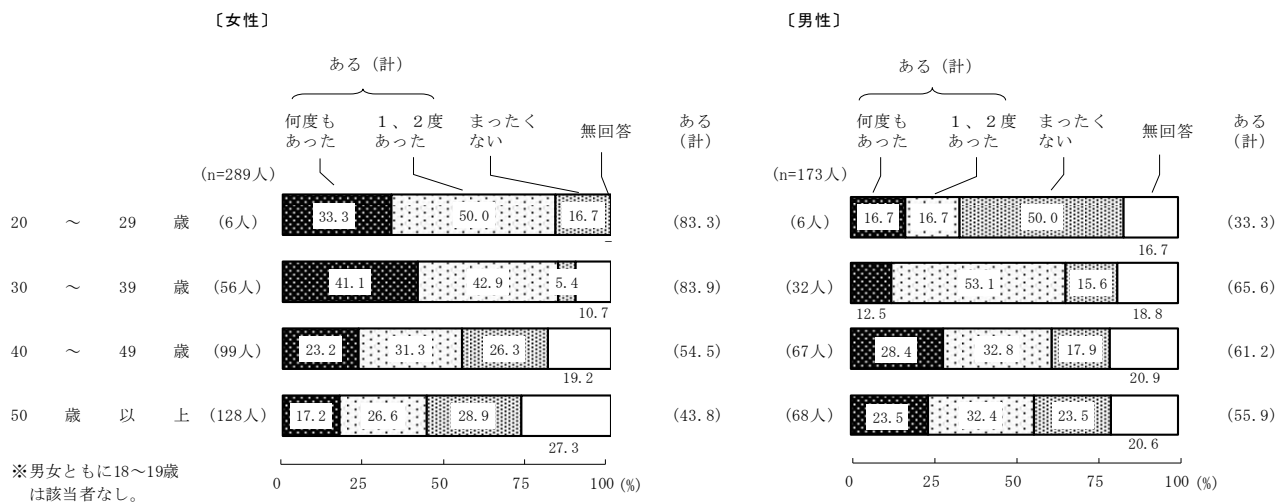 〔女性〕 〔男性〕
ある（計） ある（計）
何度も １、２度 まったく ある 何度も １、２度 まったく ある
あった あった ない 無回答 （計） あった あった ない 無回答 （計）
(n=289人) (n=173人)
20 ～ 29 歳 (6人) 33.3 50.0 16.7 － (83.3) (6人) 16.7 16.7 50.0 16.7 (33.3)
30 ～ 39 歳 (56人) 41.1 42.9 5.4 10.7 (83.9) (32人) 12.5 53.1 15.6 18.8 (65.6)
40 ～ 49 歳 (99人) 23.2 31.3 26.3 19.2 (54.5) (67人) 28.4 32.8 17.9 20.9 (61.2)
50 歳 以 上 (128人) 17.2 26.6 28.9 27.3 (43.8) (68人) 23.5 32.4 23.5 20.6 (55.9)
※男女ともに18～19歳
は該当者なし。
0 25 50 75 100 (%) 0 25 50 75 100 (%)